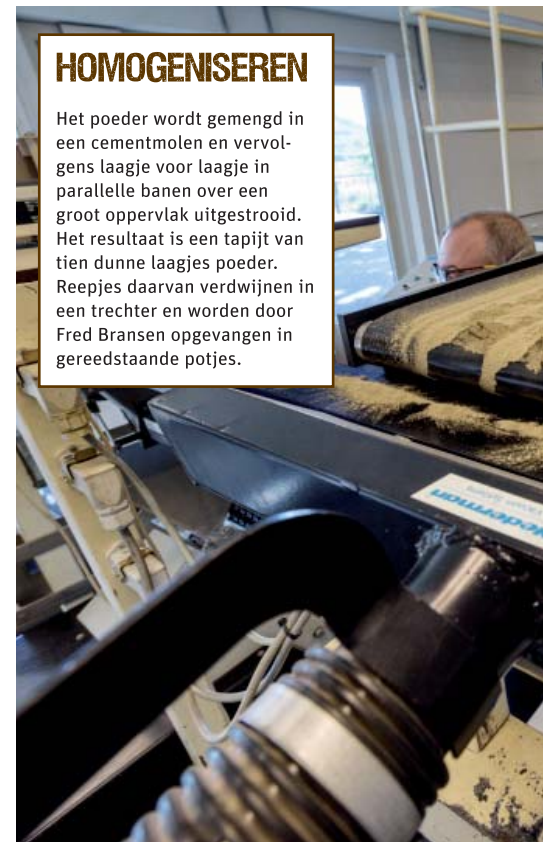 HOMOGENISEREN
Het poeder wordt gemengd in
een cementmolen en vervol-
gens laagje voor laagje in
parallelle banen over een
groot oppervlak uitgestrooid.
Het resultaat is een tapijt van
tien dunne laagjes poeder.
Reepjes daarvan verdwijnen in
een trechter en worden door
Fred Bransen opgevangen in
gereedstaande potjes.
Nederman